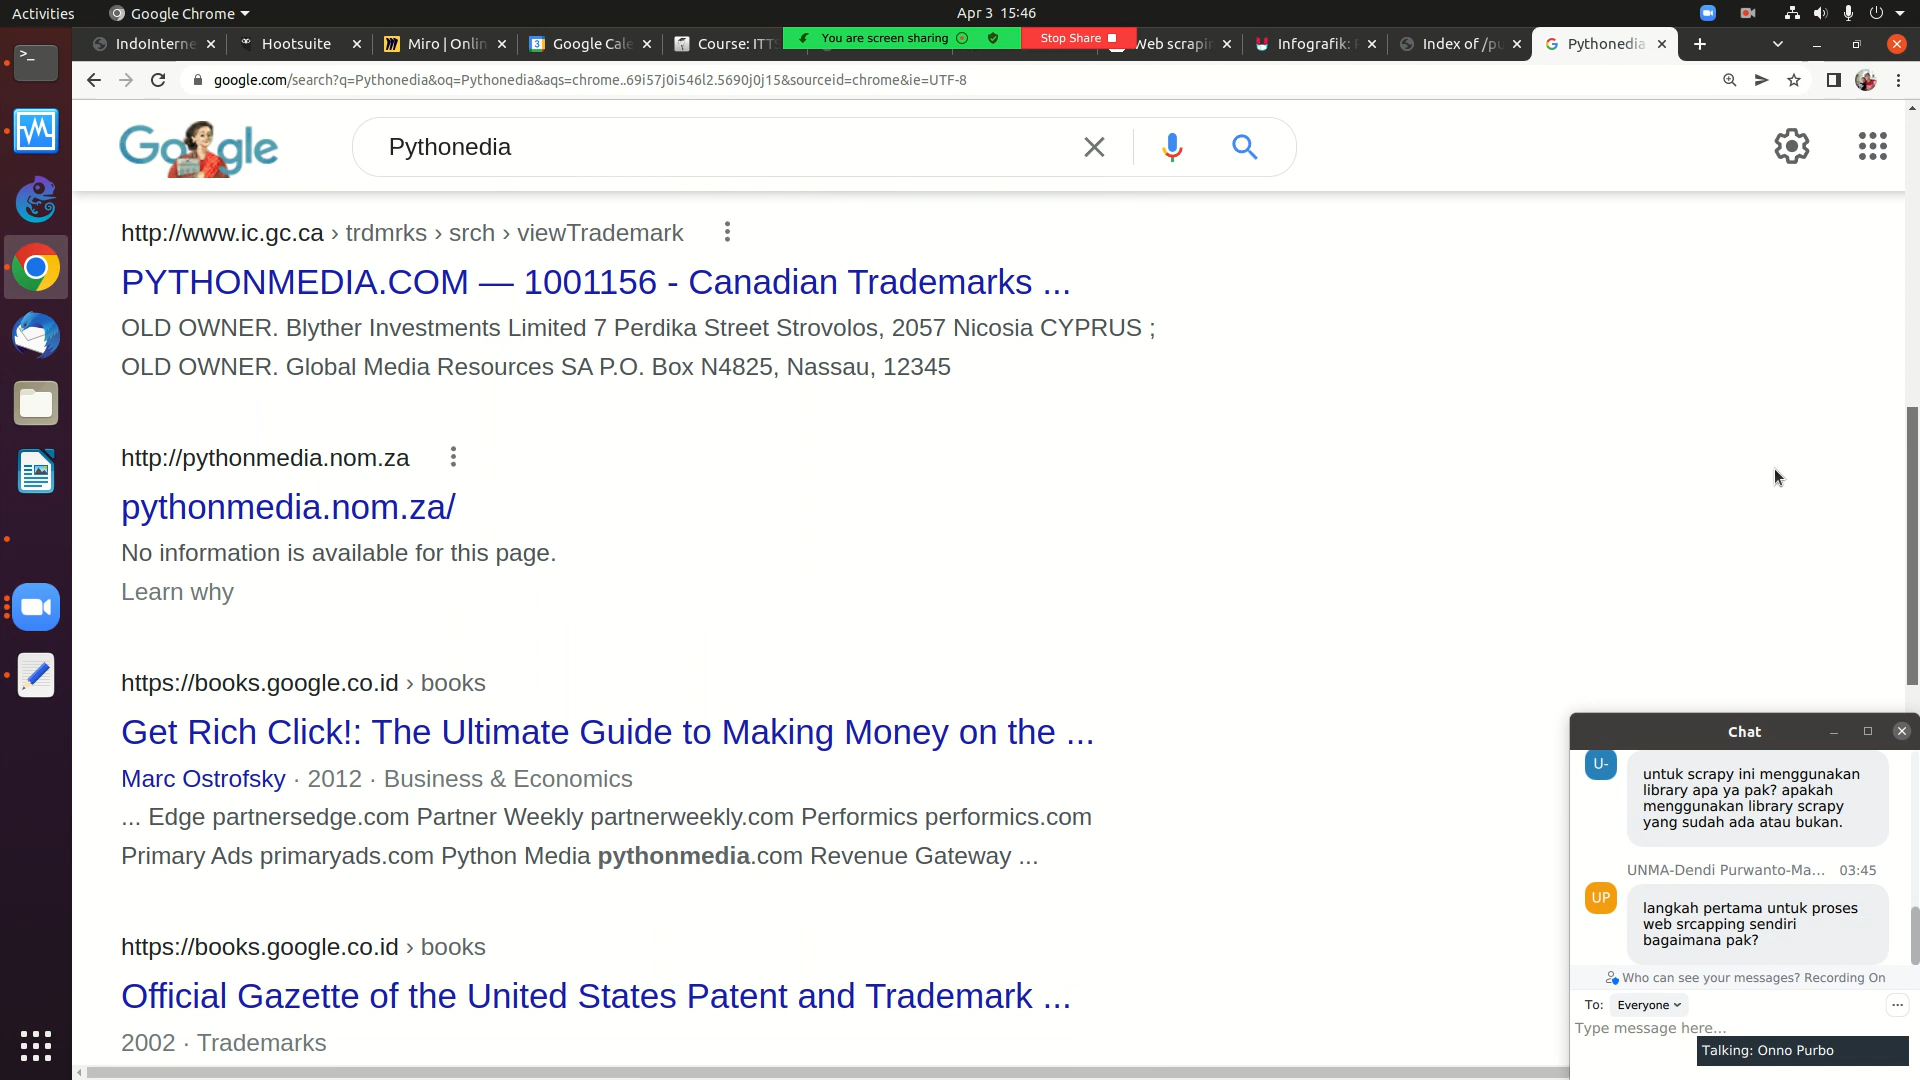 Activities
Google Chrome
Apr 3 15:46
IndoInterne
Hootsuite
Miro | Onlin
Google Cale
Course: ITTS
You are screen sharing
Stop Share
Web scrapin
Infografik:
Index of /pu
Pythonedia
google.com/search?q=Pythonedia&oq=Pythonedia&aqs=chrome..69i57j0i546l2.5690j0j15&sourceid=chrome&ie=UTF-8
Google
Pythonedia
http://www.ic.gc.ca › trdmrks › srch › viewTrademark
PYTHONMEDIA.COM — 1001156 - Canadian Trademarks ...
OLD OWNER. Blyther Investments Limited 7 Perdika Street Strovolos, 2057 Nicosia CYPRUS ;
OLD OWNER. Global Media Resources SA P.O. Box N4825, Nassau, 12345
http://pythonmedia.nom.za
pythonmedia.nom.za/
No information is available for this page.
Learn why
https://books.google.co.id › books
Get Rich Click!: The Ultimate Guide to Making Money on the ...
Marc Ostrofsky · 2012 · Business & Economics
... Edge partnersedge.com Partner Weekly partnerweekly.com Performics performics.com
Primary Ads primaryads.com Python Media pythonmedia.com Revenue Gateway ...
https://books.google.co.id › books
Official Gazette of the United States Patent and Trademark ...
2002 · Trademarks
Chat
U-
untuk scrapy ini menggunakan
library apa ya pak? apakah
menggunakan library scrapy
yang sudah ada atau bukan.
UNMA-Dendi Purwanto-Ma... 03:45
UP
langkah pertama untuk proses
web srcapping sendiri
bagaimana pak?
Who can see your messages? Recording On
To: Everyone
Type message here...
Talking: Onno Purbo